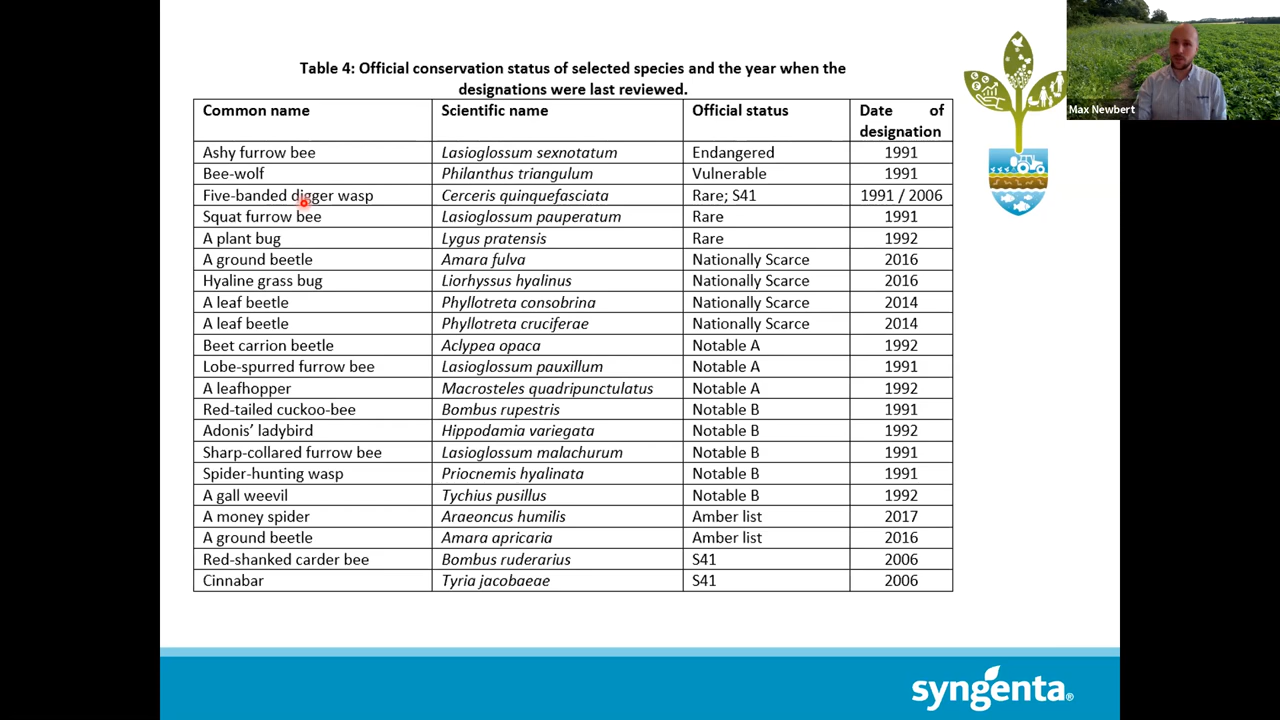 Table 4: Official conservation status of selected species and the year when the
designations were last reviewed.
Common name Scientific name Official status Date of designation
Ashy furrow bee Lasioglossum sexnotatum Endangered 1991
Bee-wolf Philanthus triangulum Vulnerable 1991
Five-banded digger wasp Cerceris quinquefasciata Rare; S41 1991 / 2006
Squat furrow bee Lasioglossum pauperatum Rare 1991
A plant bug Lygus pratensis Rare 1992
A ground beetle Amara fulva Nationally Scarce 2016
Hyaline grass bug Liorhyssus hyalinus Nationally Scarce 2016
A leaf beetle Phyllotreta consobrina Nationally Scarce 2014
A leaf beetle Phyllotreta cruciferae Nationally Scarce 2014
Beet carrion beetle Aclypea opaca Notable A 1992
Lobe-spurred furrow bee Lasioglossum pauxillum Notable A 1991
A leafhopper Macrosteles quadripunctulatus Notable A 1992
Red-tailed cuckoo-bee Bombus rupestris Notable B 1991
Adonis’ ladybird Hippodamia variegata Notable B 1992
Sharp-collared furrow bee Lasioglossum malachurum Notable B 1991
Spider-hunting wasp Priocnemis hyalinata Notable B 1991
A gall weevil Tychius pusillus Notable B 1992
A money spider Araeoncus humilis Amber list 2017
A ground beetle Amara apricaria Amber list 2016
Red-shanked carder bee Bombus ruderarius S41 2006
Cinnabar Tyria jacobaeae S41 2006
Max Newbert
syngenta®